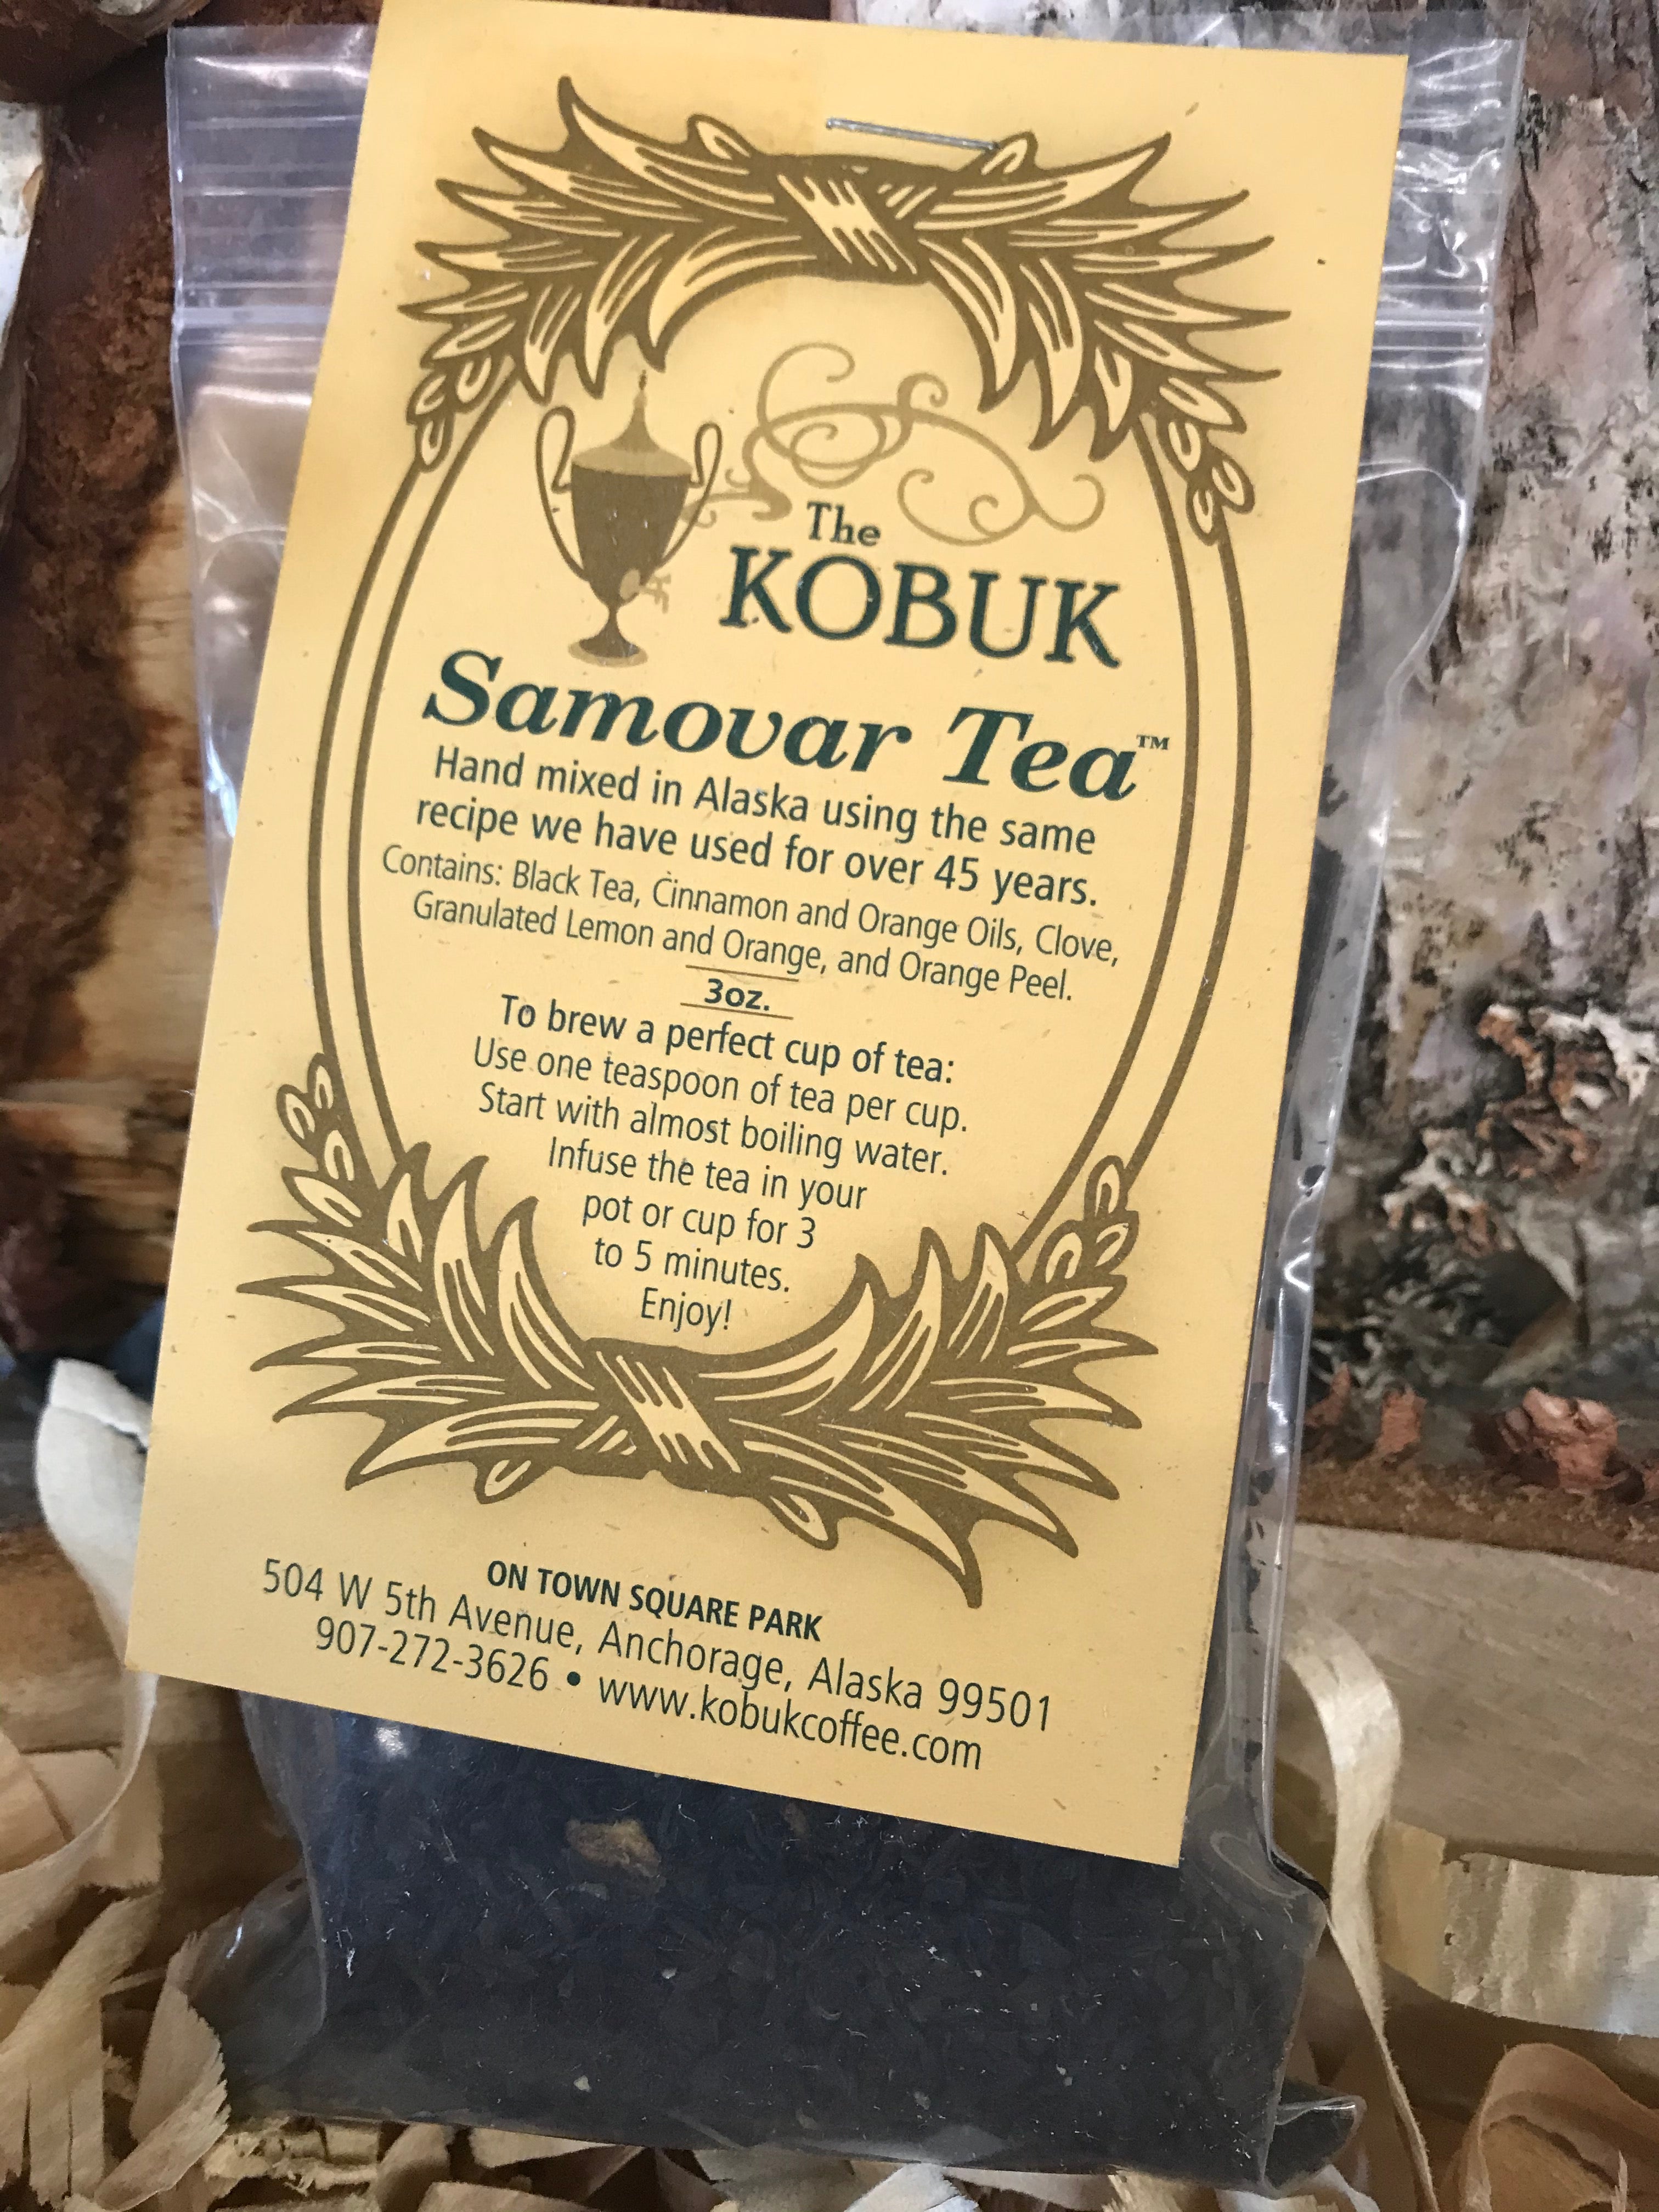 The
KOBUK
Samovar Tea™
Hand mixed in Alaska using the same
recipe we have used for over 45 years.
Contains: Black Tea, Cinnamon and Orange Oils, Clove,
Granulated Lemon and Orange, and Orange Peel.
3oz.
To brew a perfect cup of tea:
Use one teaspoon of tea per cup.
Start with almost boiling water.
Infuse the tea in your
pot or cup for 3
to 5 minutes.
Enjoy!
ON TOWN SQUARE PARK
504 W 5th Avenue, Anchorage, Alaska 99501
907-272-3626 • www.kobukcoffee.com